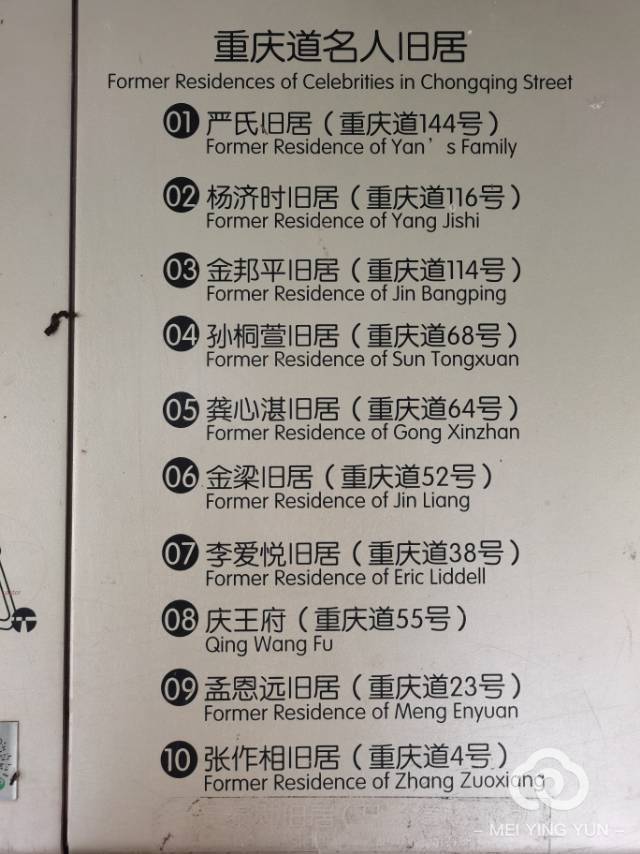 重庆道名人旧居
Former Residences of Celebrities in Chongqing Street
01 严氏旧居（重庆道144号）
Former Residence of Yan's Family
02 杨济时旧居（重庆道116号）
Former Residence of Yang Jishi
03 金邦平旧居（重庆道114号）
Former Residence of Jin Bangping
04 孙桐萱旧居（重庆道68号）
Former Residence of Sun Tongxuan
05 龚心湛旧居（重庆道64号）
Former Residence of Gong Xinzhan
06 金梁旧居（重庆道52号）
Former Residence of Jin Liang
07 李爱悦旧居（重庆道38号）
Former Residence of Eric Liddell
08 庆王府（重庆道55号）
Qing Wang Fu
09 孟恩远旧居（重庆道23号）
Former Residence of Meng Enyuan
10 张作相旧居（重庆道4号）
Former Residence of Zhang Zuoxiang
- MEI YING YUN -